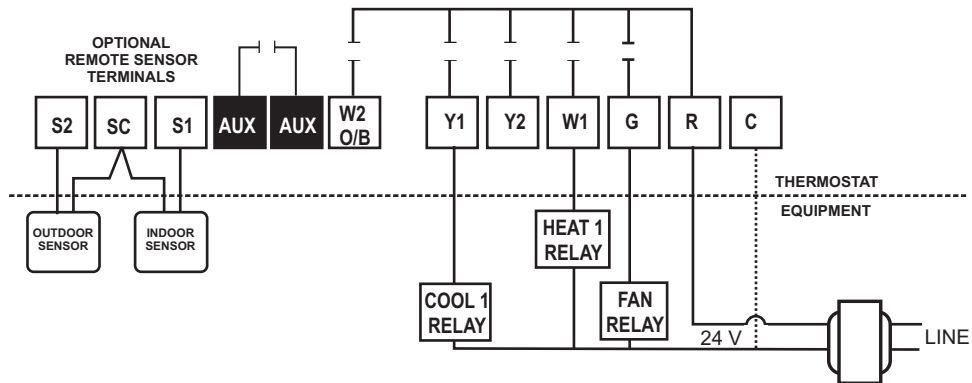 OPTIONAL
REMOTE SENSOR
TERMINALS
S2
SC
S1
AUX
AUX
W2
O/B
Y1
Y2
W1
G
R
C
THERMOSTAT
EQUIPMENT
OUTDOOR
SENSOR
INDOOR
SENSOR
HEAT 1
RELAY
COOL 1
RELAY
FAN
RELAY
24 V
LINE